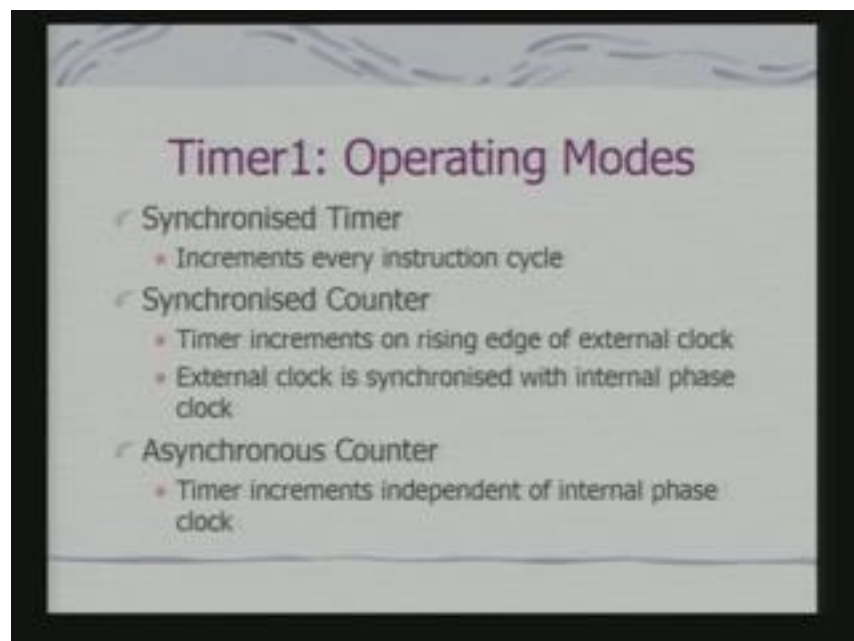 Timer1: Operating Modes
Synchronised Timer
Increments every instruction cycle
Synchronised Counter
Timer increments on rising edge of external clock
External clock is synchronised with internal phase
clock
Asynchronous Counter
Timer increments independent of internal phase
clock